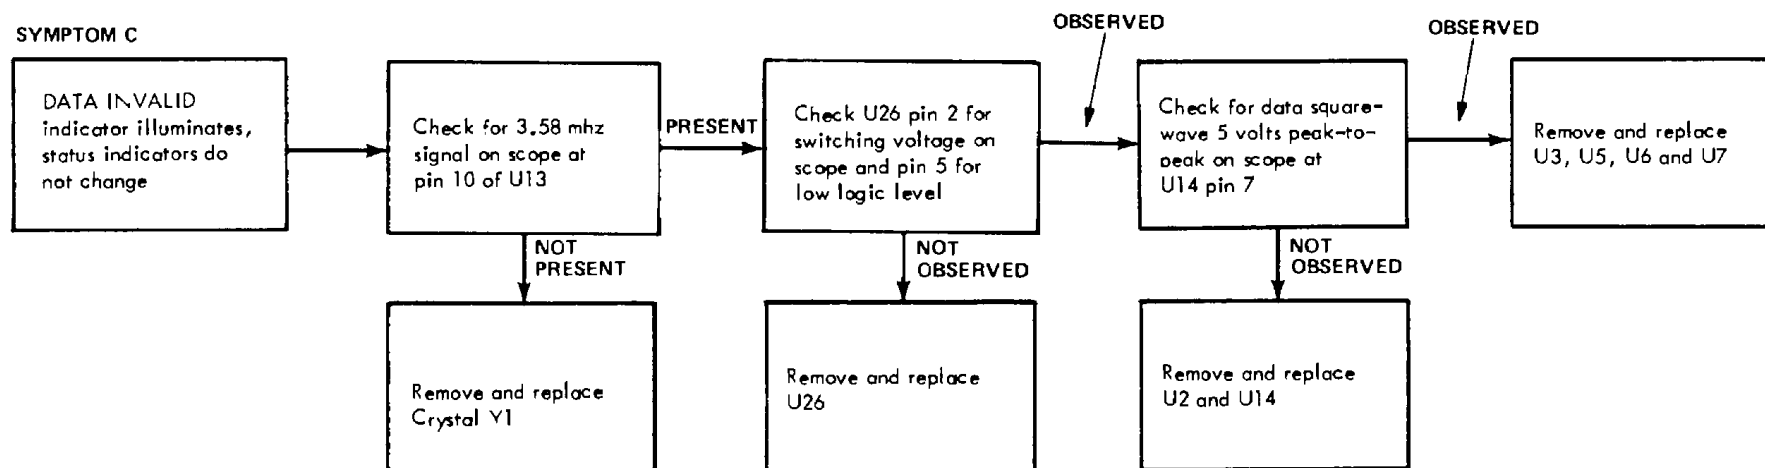 SYMPTOM C
DATA INVALID
indicator illuminates,
status indicators do
not change
Check for 3.58 mhz
signal on scope at
pin 10 of U13
PRESENT
Check U26 pin 2 for
switching voltage on
scope and pin 5 for
low logic level
OBSERVED
Check for data square-
wave 5 volts peak-to-
peak on scope at
U14 pin 7
OBSERVED
Remove and replace
U3, U5, U6 and U7
NOT
PRESENT
NOT
OBSERVED
NOT
OBSERVED
Remove and replace
Crystal Y1
Remove and replace
U26
Remove and replace
U2 and U14